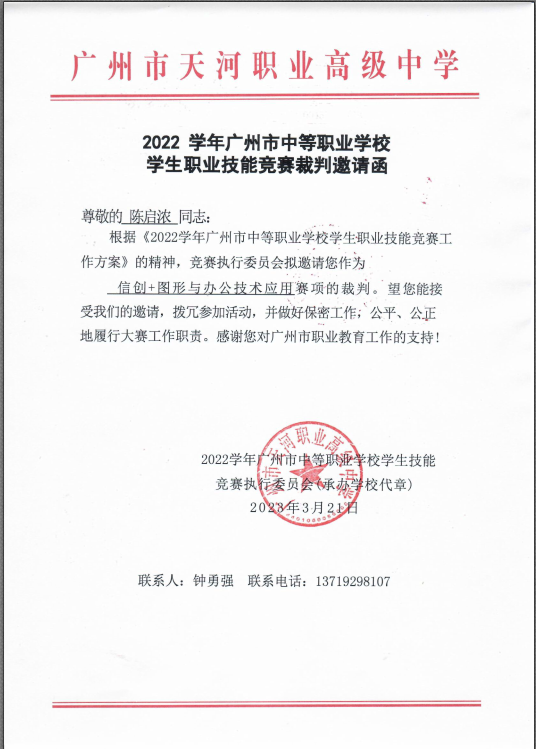 广州市天河职业高级中学
2022 学年广州市中等职业学校
学生职业技能竞赛裁判邀请函
尊敬的 陈启浓 同志：
根据《2022学年广州市中等职业学校学生职业技能竞赛工
作方案》的精神，竞赛执行委员会拟邀请您作为
信创+图形与办公技术应用赛项的裁判。望您能接
受我们的邀请，拨冗参加活动，并做好保密工作，公平、公正
地履行大赛工作职责。感谢您对广州市职业教育工作的支持！
广州市天河职业高级中学
2022学年广州市中等职业学校学生技能
竞赛执行委员会(承办学校代章)
2023年3月21日
联系人：钟勇强 联系电话：13719298107